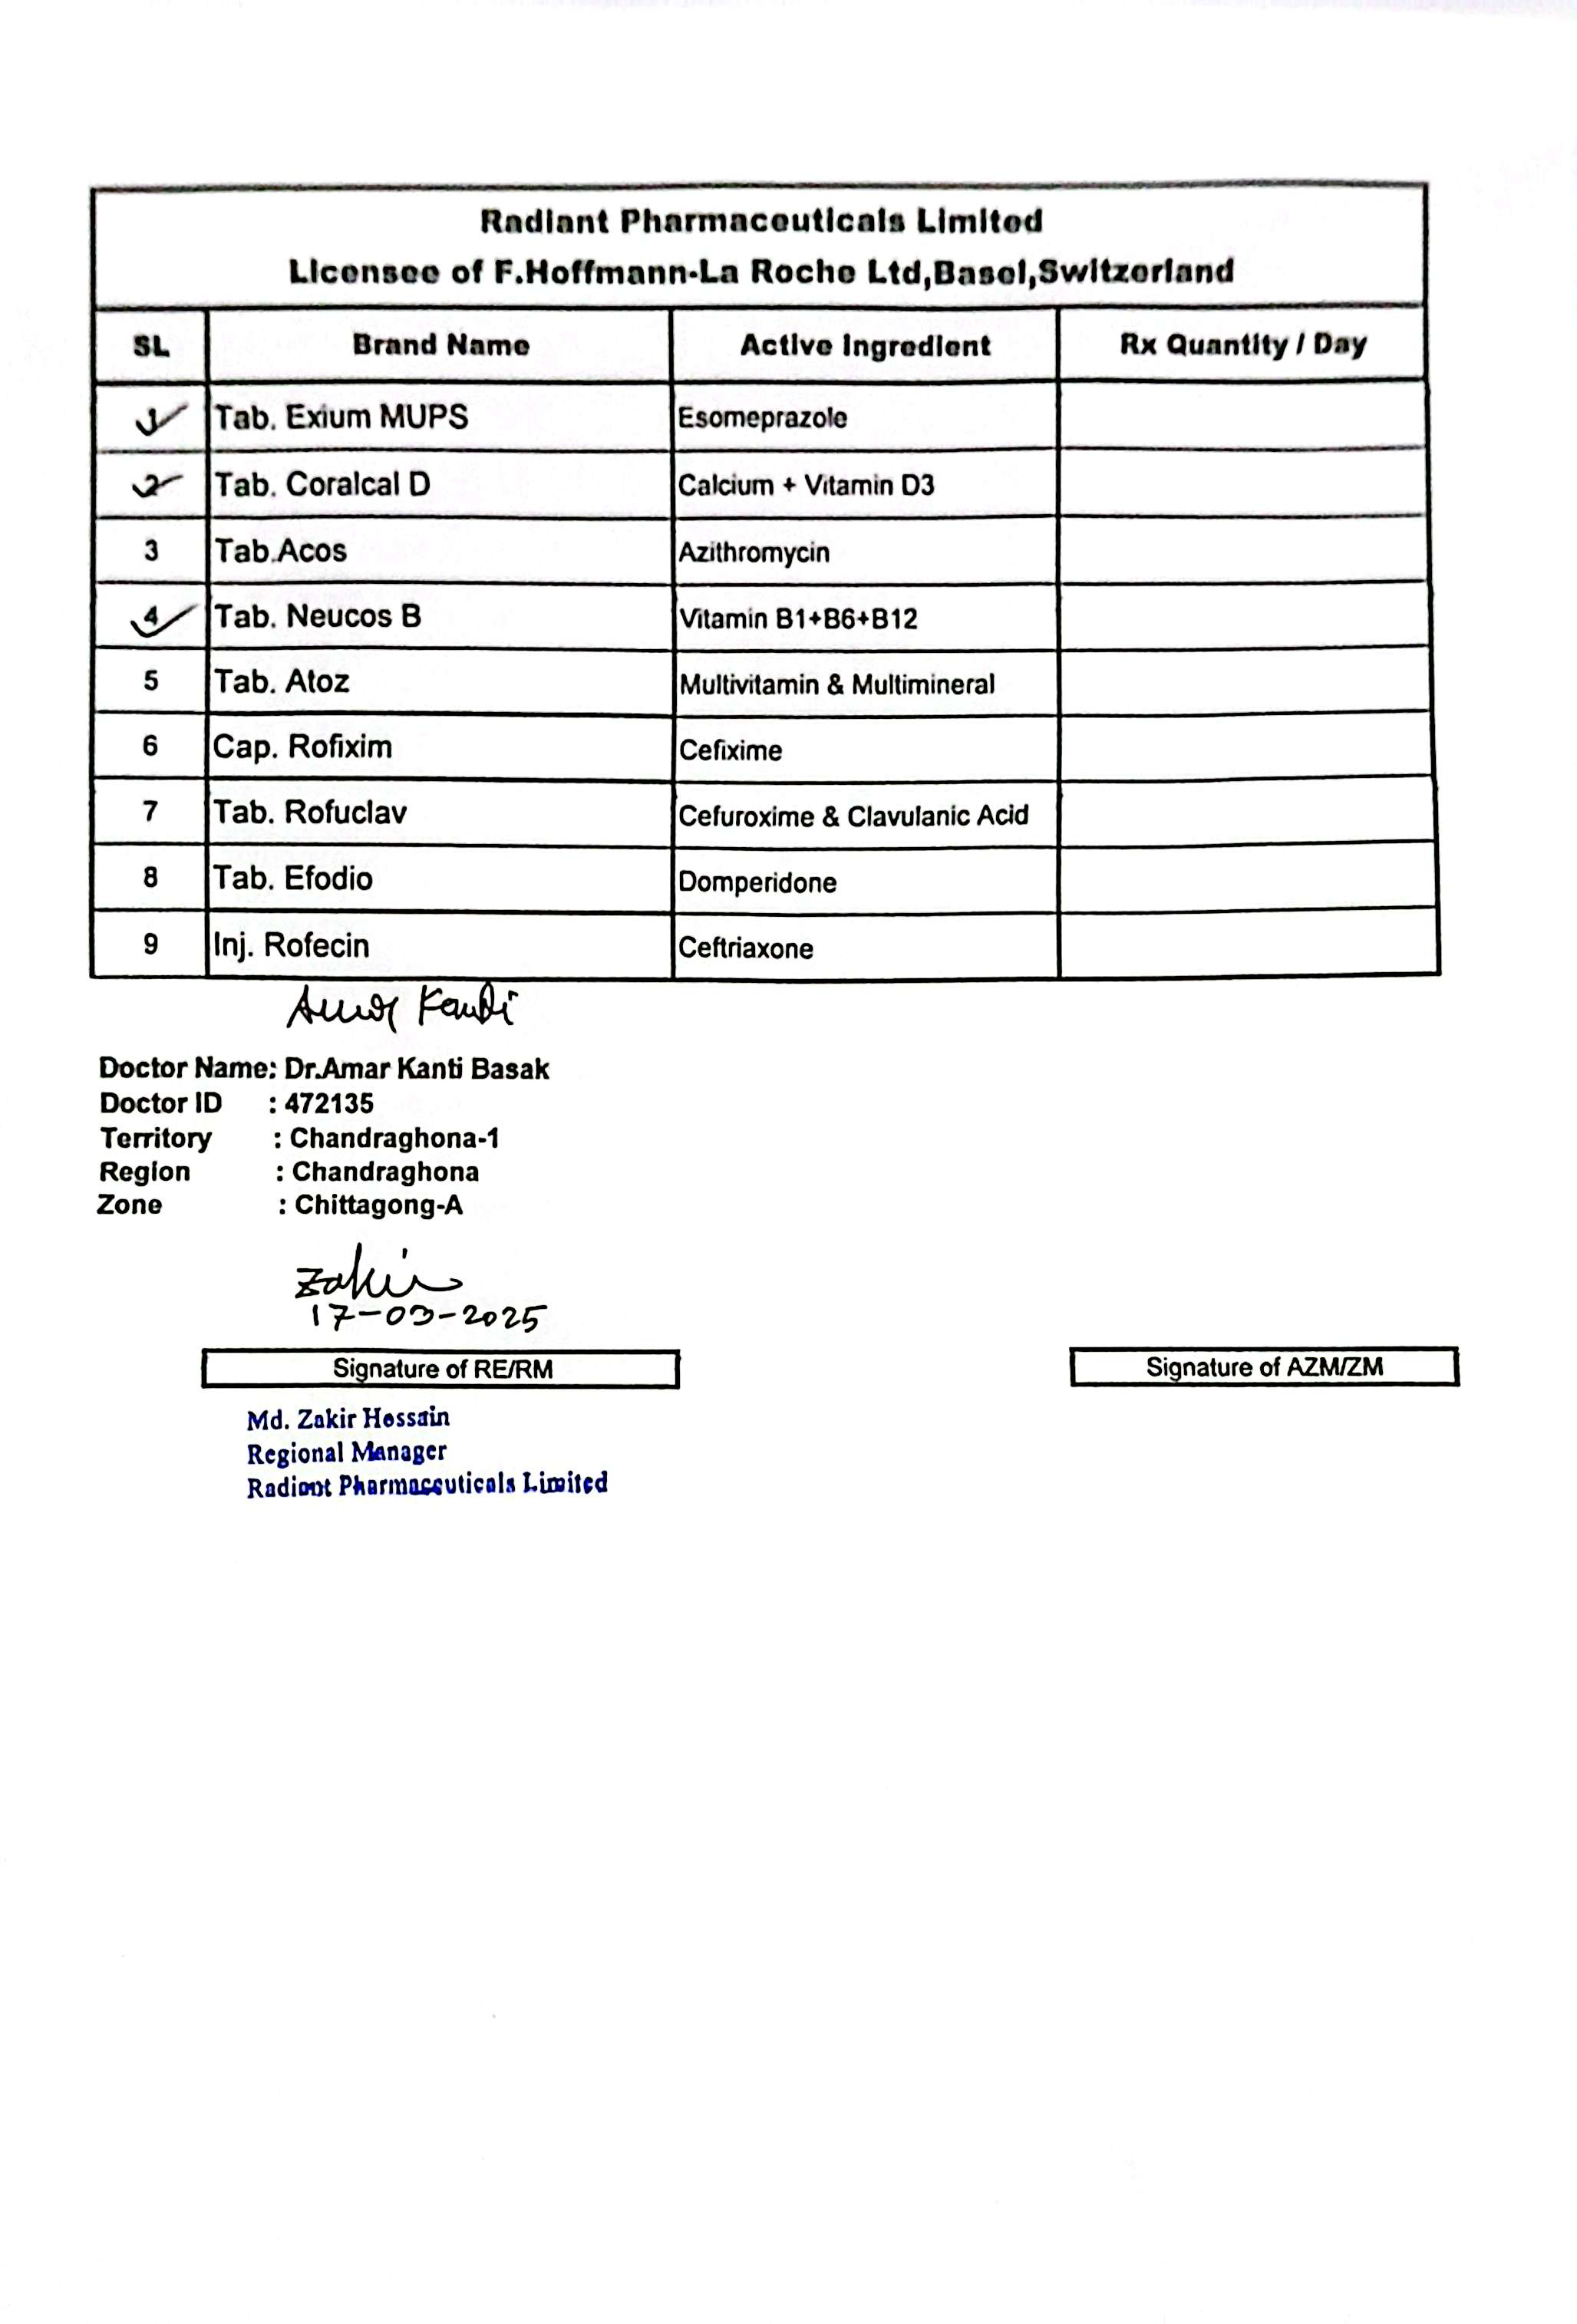 Radiant Pharmaceuticals Limited
Licensee of F.Hoffmann-La Roche Ltd,Basel,Switzerland
SL Brand Name Active Ingredient Rx Quantity / Day
1 Tab. Exium MUPS Esomeprazole
2 Tab. Coralcal D Calcium + Vitamin D3
3 Tab.Acos Azithromycin
4 Tab. Neucos B Vitamin B1+B6+B12
5 Tab. Atoz Multivitamin & Multimineral
6 Cap. Rofixim Cefixime
7 Tab. Rofuclav Cefuroxime & Clavulanic Acid
8 Tab. Efodio Domperidone
9 Inj. Rofecin Ceftriaxone
Amar Kanti
Doctor Name: Dr.Amar Kanti Basak
Doctor ID : 472135
Territory : Chandraghona-1
Region : Chandraghona
Zone : Chittagong-A
Zakir
17-03-2025
Signature of RE/RM Signature of AZM/ZM
Md. Zakir Hossain
Regional Manager
Radiant Pharmaceuticals Limited